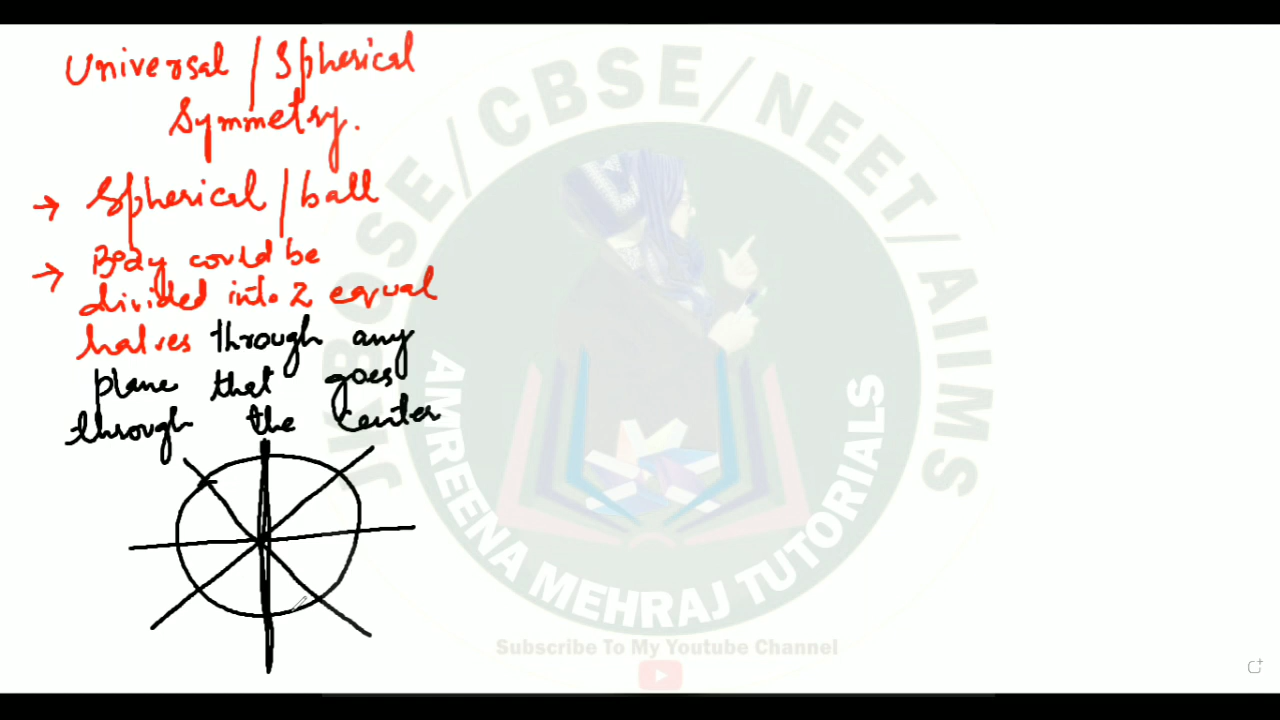 Universal / Spherical
Symmetry.
→ Spherical / ball
→ Body could be
divided into 2 equal
halves through any
plane that goes
through the center
JKBOSE/CBSE/NEET/AIIMS
AMREENA MEHRAJ TUTORIALS
Subscribe To My Youtube Channel